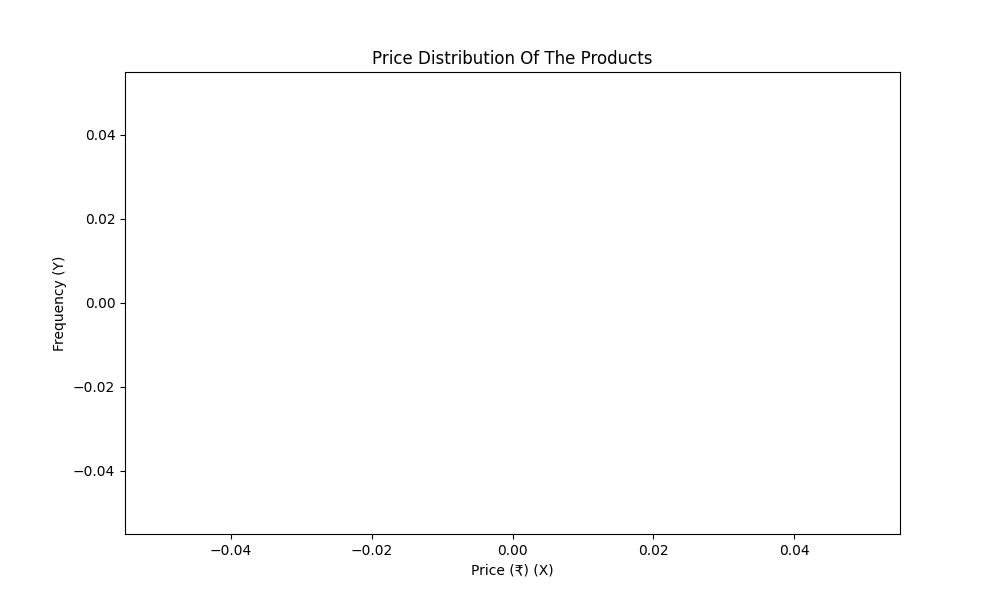 Price Distribution Of The Products
0.04
0.02
0.00
−0.02
−0.04
Frequency (Y)
−0.04 −0.02 0.00 0.02 0.04
Price (₹) (X)